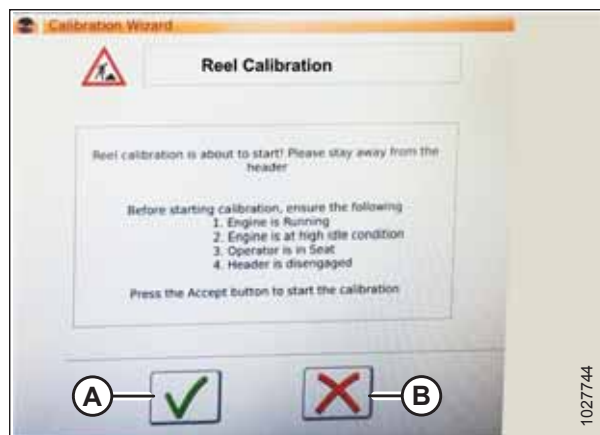 Calibration Wizard
Reel Calibration
Reel calibration is about to start! Please stay away from the
header
Before starting calibration, ensure the following
1. Engine is Running
2. Engine is at high idle condition
3. Operator is in Seat
4. Header is disengaged
Press the Accept button to start the calibration
A
B
1027744